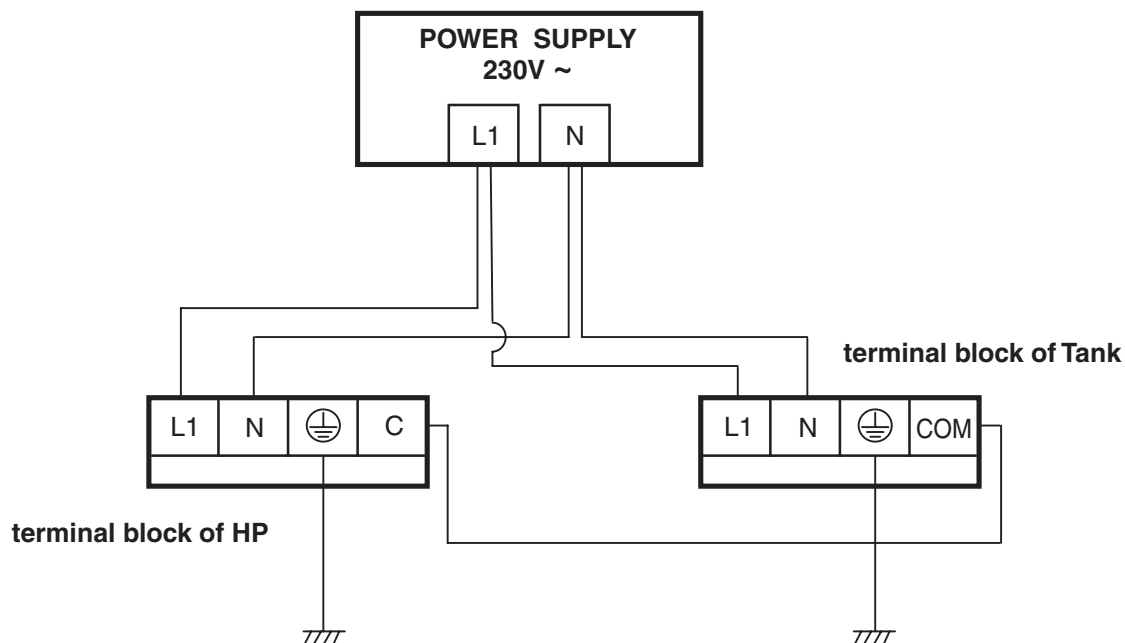 POWER SUPPLY
230V ~
L1 N
terminal block of Tank
L1 N C
L1 N COM
terminal block of HP